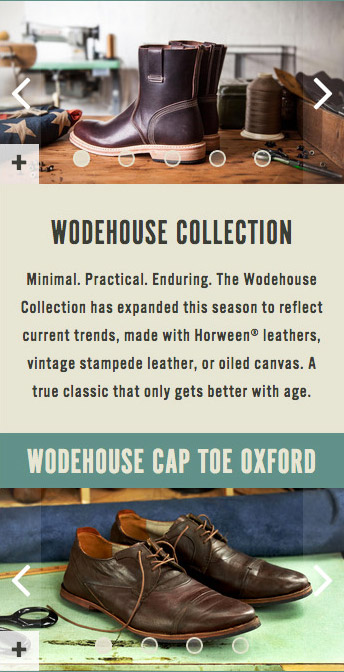 WODEHOUSE COLLECTION
Minimal. Practical. Enduring. The Wodehouse
Collection has expanded this season to reflect
current trends, made with Horween® leathers,
vintage stampede leather, or oiled canvas. A
true classic that only gets better with age.
WODEHOUSE CAP TOE OXFORD